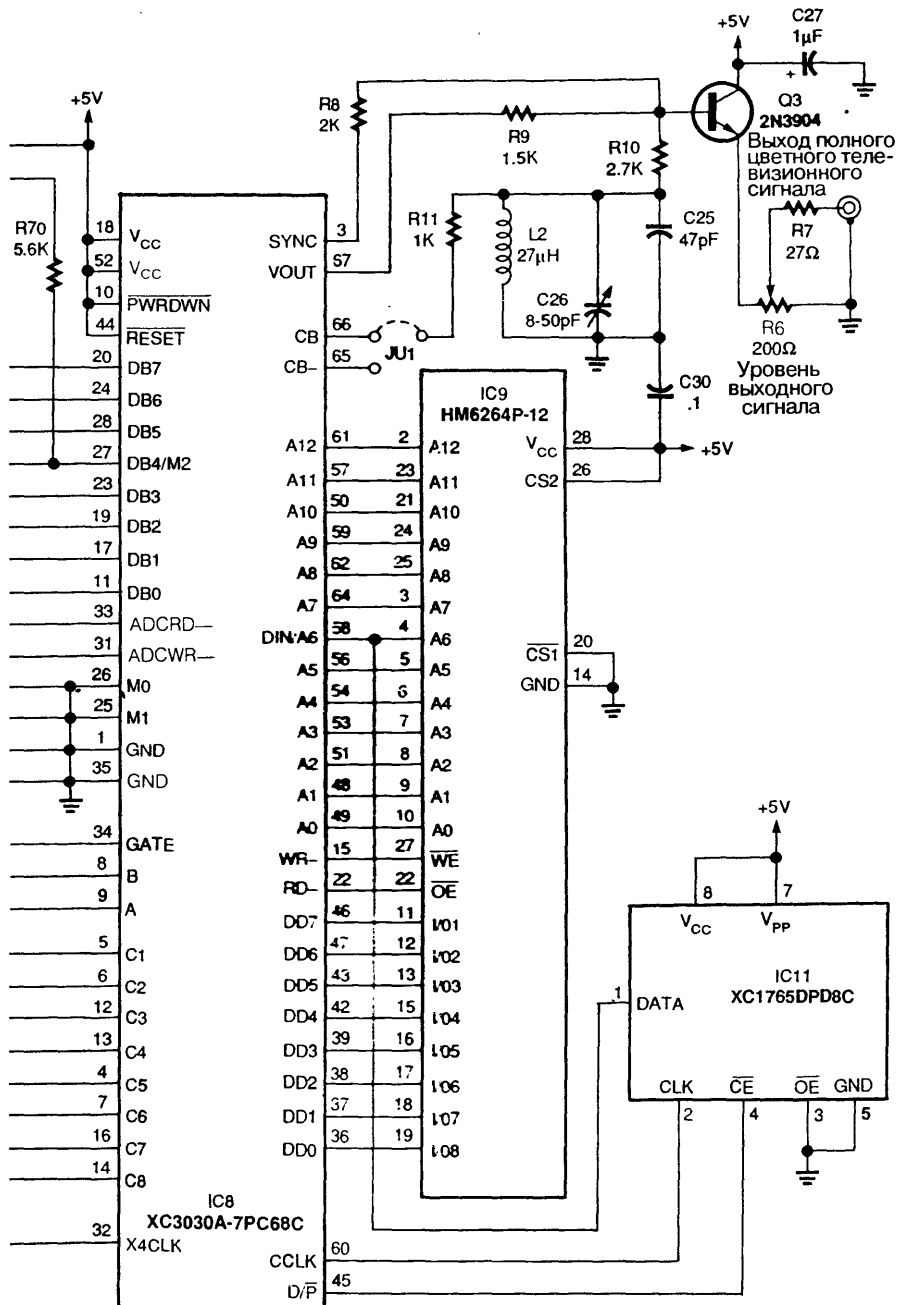 +5V
C27
1µF
+
+5V
R8
2K
R9
1.5K
Q3
2N3904
Выход полного
цветного теле-
визионного
сигнала
R10
2.7K
R7
27Ω
R6
200Ω
Уровень
выходного
сигнала
R70
5.6K
R11
1K
L2
27µH
C25
47pF
C26
8-50pF
C30
.1
+5V
JU1
18 VCC
52 VCC
10 PWRDWN
44 RESET
20 DB7
24 DB6
28 DB5
27 DB4/M2
23 DB3
19 DB2
17 DB1
11 DB0
33 ADCRD—
31 ADCWR—
26 M0
25 M1
1 GND
35 GND
34 GATE
8 B
9 A
5 C1
6 C2
12 C3
13 C4
4 C5
7 C6
16 C7
14 C8
32 X4CLK
IC8
XC3030A-7PC68C
SYNC 3
VOUT 67
CB 66
CB– 65
IC9
HM6264P-12
A12 61 2 A12
A11 57 23 A11
A10 50 21 A10
A9 59 24 A9
A8 62 25 A8
A7 64 3 A7
DIN:A6 58 4 A6
A5 56 5 A5
A4 54 6 A4
A3 53 7 A3
A2 51 8 A2
A1 48 9 A1
A0 49 10 A0
WR– 15 27 WE
RD– 22 22 OE
DD7 46 11 I/01
DD6 47 12 I/02
DD5 43 13 I/03
DD4 42 15 I/04
DD3 39 16 I/05
DD2 38 17 I/06
DD1 37 18 I/07
DD0 36 19 I/08
CCLK 60
D/P 45
VCC 28
CS2 26
CS1 20
GND 14
+5V
8 7
VCC VPP
IC11
XC1765DPD8C
1 DATA
CLK CE OE GND
2 4 3 5